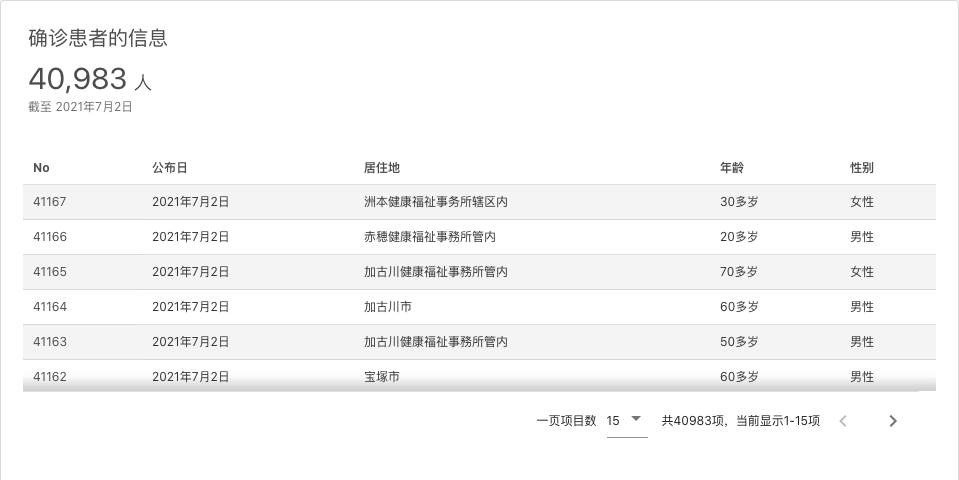 确诊患者的信息
40,983 人
截至 2021年7月2日
No 公布日 居住地 年龄 性别
41167 2021年7月2日 洲本健康福祉事务所辖区内 30多岁 女性
41166 2021年7月2日 赤穂健康福祉事務所管内 20多岁 男性
41165 2021年7月2日 加古川健康福祉事務所管内 70多岁 女性
41164 2021年7月2日 加古川市 60多岁 男性
41163 2021年7月2日 加古川健康福祉事務所管内 50多岁 男性
41162 2021年7月2日 宝塚市 60多岁 男性
一页项目数 15 共40983项，当前显示1-15项